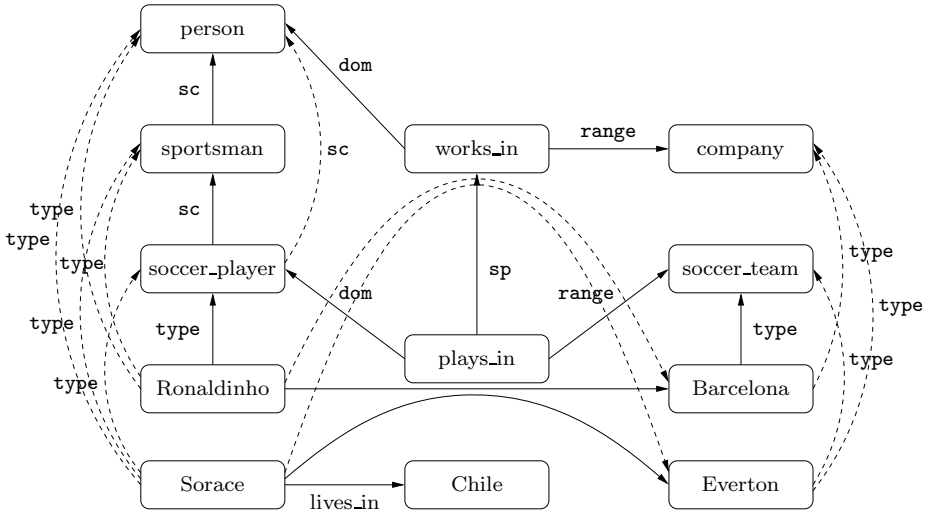 person
dom
sc
sportsman
sc
works_in
range
company
type
type
sc
type
soccer_player
dom
sp
range
soccer_team
type
type
type
type
type
type
plays_in
type
Ronaldinho
Barcelona
Sorace
lives_in
Chile
Everton